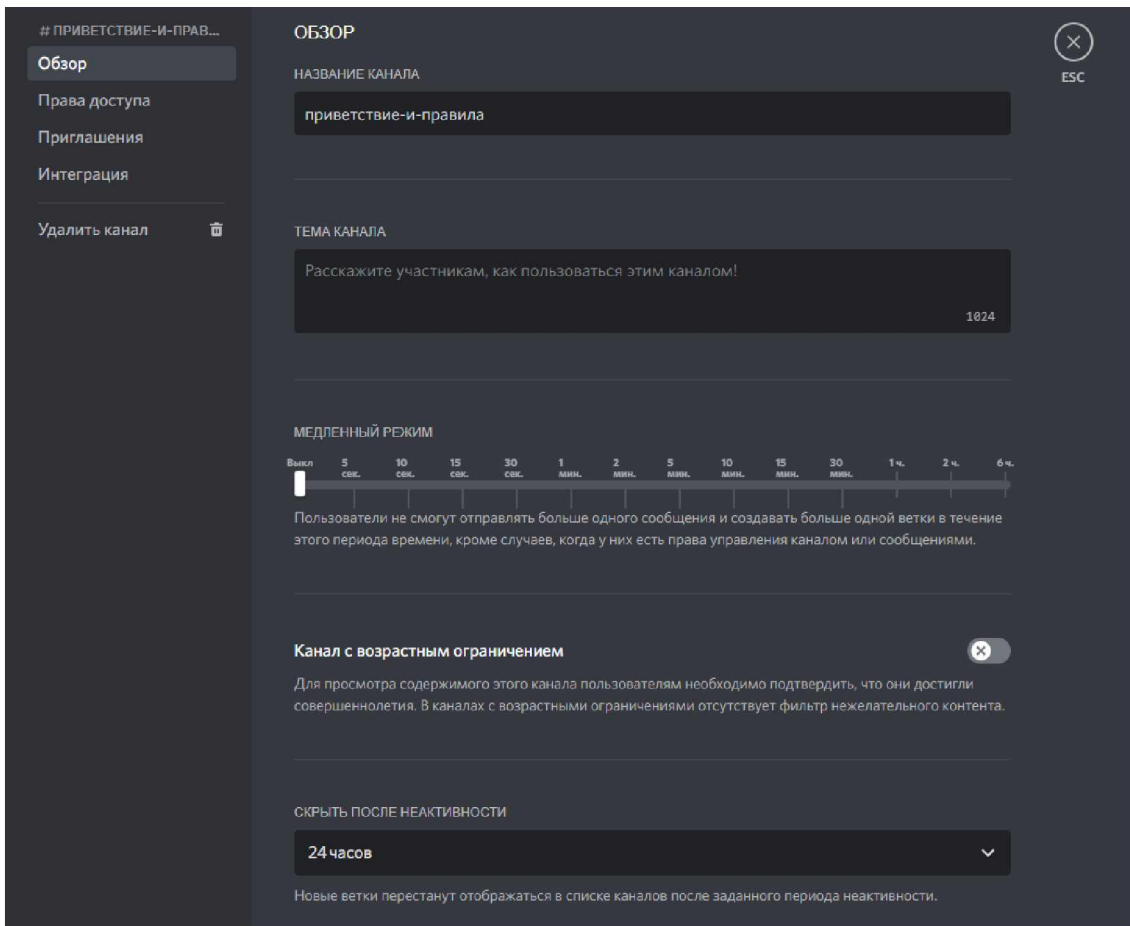 # ПРИВЕТСТВИЕ-И-ПРАВ...
Обзор
Права доступа
Приглашения
Интеграция
Удалить канал
ОБЗОР
ESC
НАЗВАНИЕ КАНАЛА
приветствие-и-правила
ТЕМА КАНАЛА
Расскажите участникам, как пользоваться этим каналом!
1024
МЕДЛЕННЫЙ РЕЖИМ
Выкл 5 сек. 10 сек. 15 сек. 30 сек. 1 мин. 2 мин. 5 мин. 10 мин. 15 мин. 30 мин. 1 ч. 2 ч. 6 ч.
Пользователи не смогут отправлять больше одного сообщения и создавать больше одной ветки в течение
этого периода времени, кроме случаев, когда у них есть права управления каналом или сообщениями.
Канал с возрастным ограничением
Для просмотра содержимого этого канала пользователям необходимо подтвердить, что они достигли
совершеннолетия. В каналах с возрастными ограничениями отсутствует фильтр нежелательного контента.
СКРЫТЬ ПОСЛЕ НЕАКТИВНОСТИ
24 часов
Новые ветки перестанут отображаться в списке каналов после заданного периода неактивности.